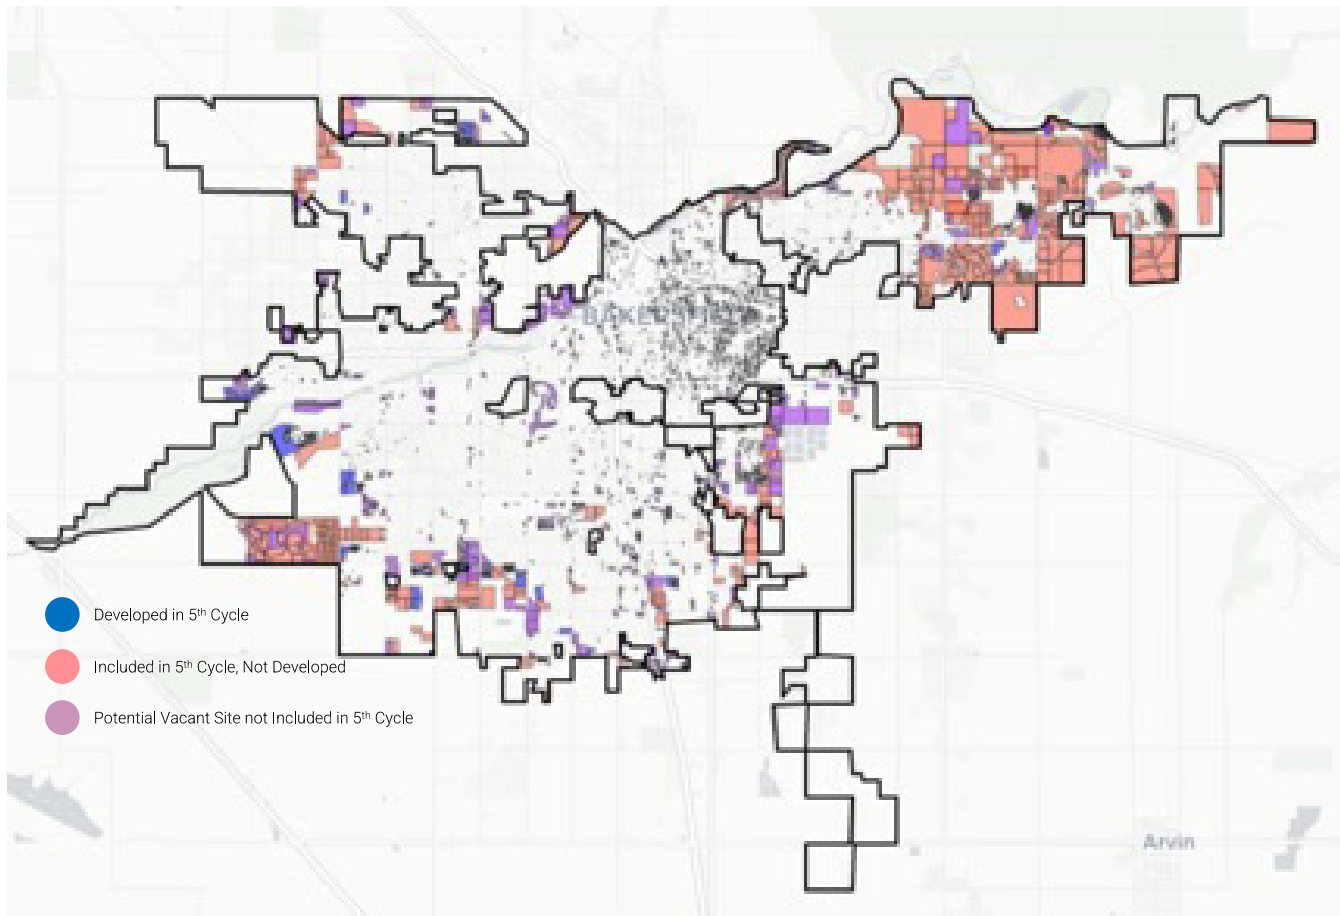 Developed in 5th Cycle
Included in 5th Cycle, Not Developed
Potential Vacant Site not Included in 5th Cycle
Arvin